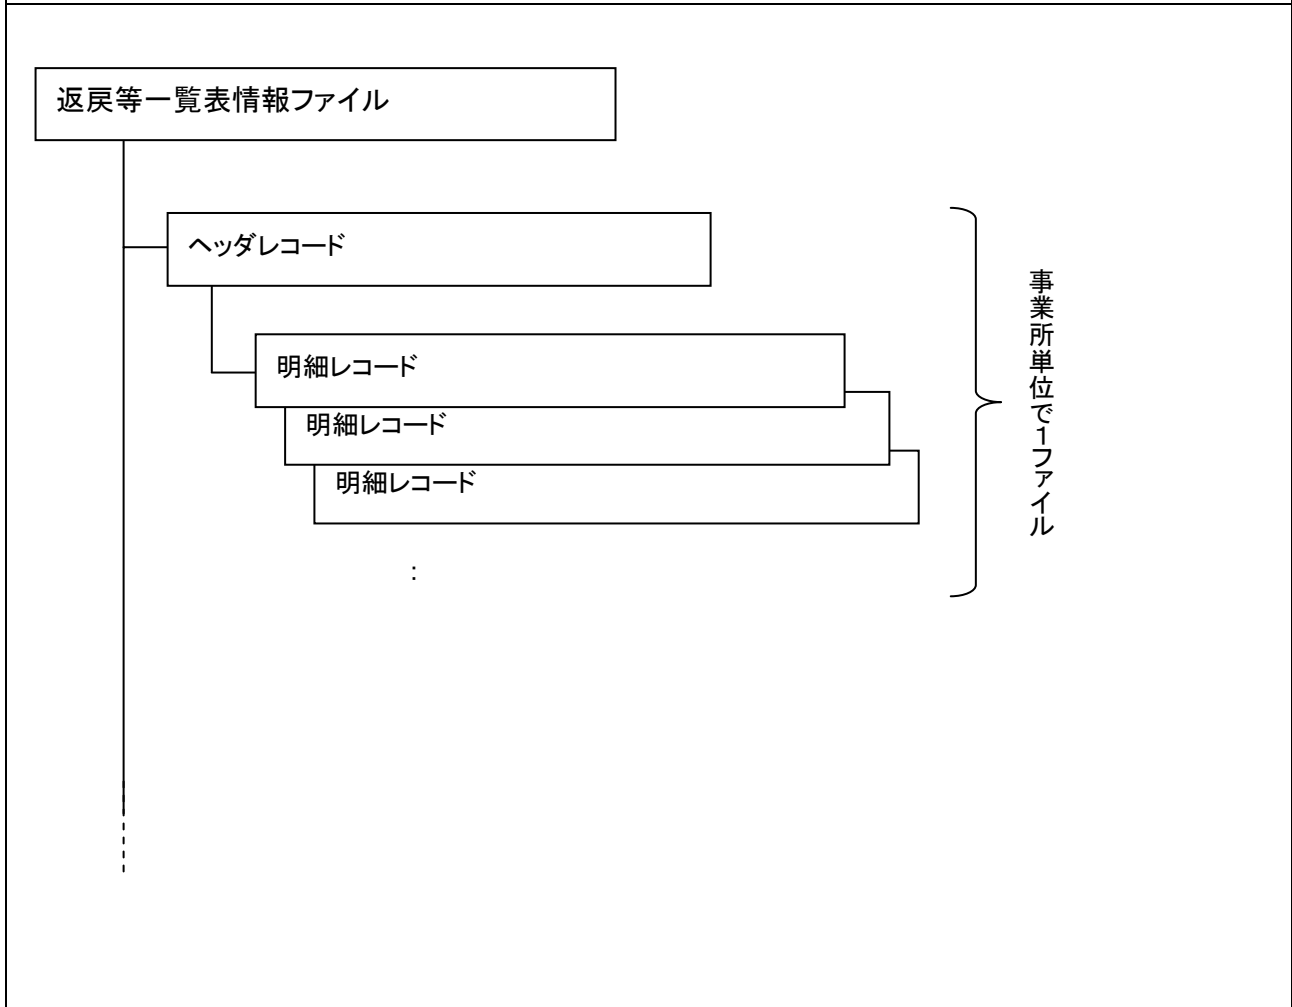 返戻等一覧表情報ファイル
ヘッダレコード
明細レコード
明細レコード
明細レコード
:
事業所単位で1ファイル